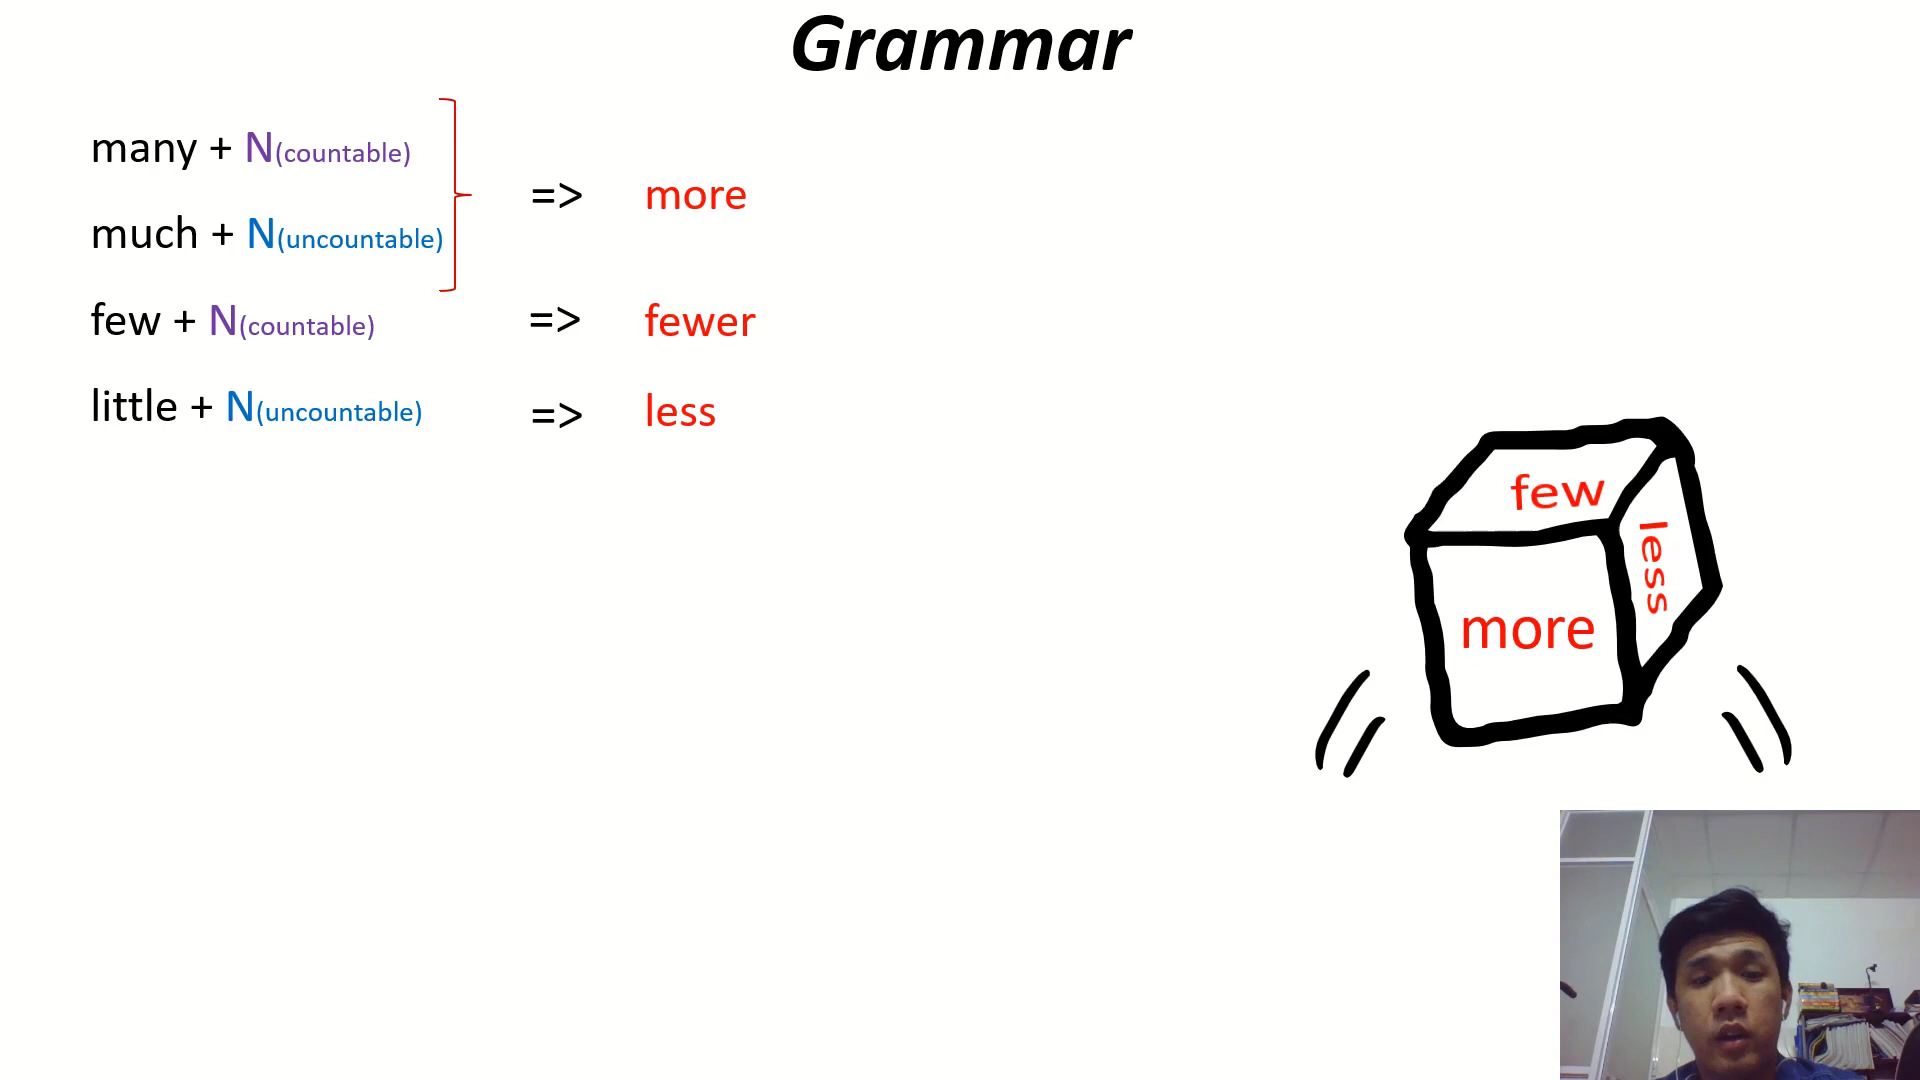 Grammar
many + N(countable)
much + N(uncountable)
=> more
few + N(countable) => fewer
little + N(uncountable) => less
few
less
more